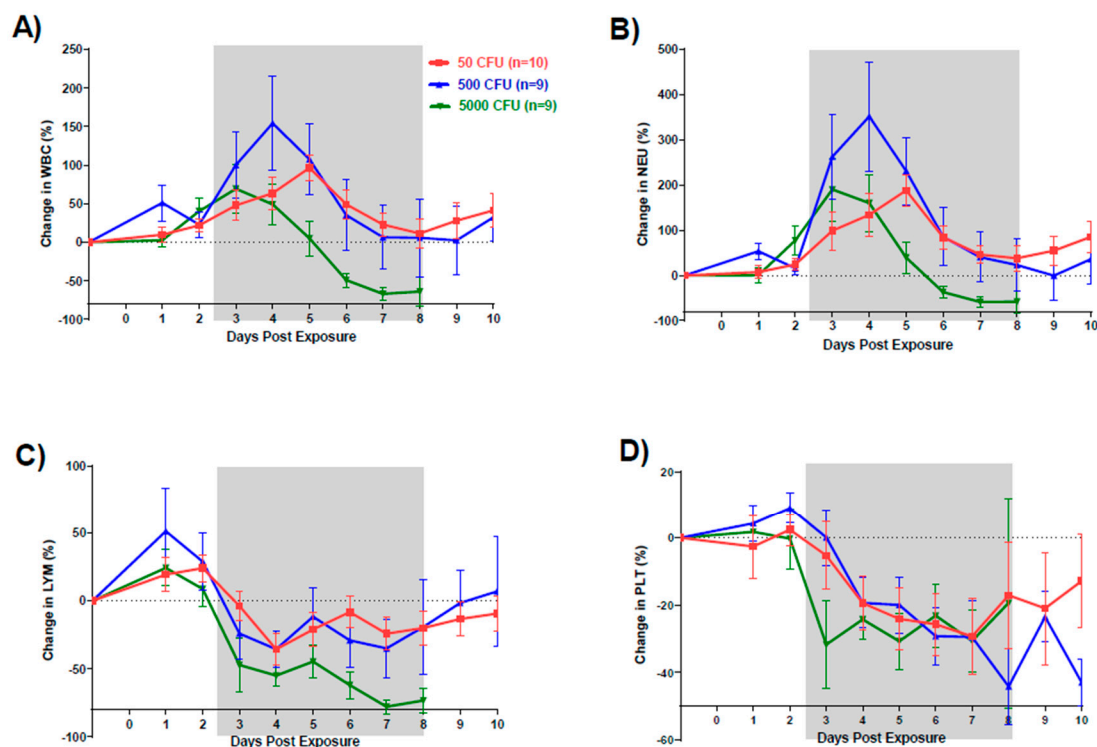 A)
250
200
150
100
50
0
-50
-100
Change in WBC (%)
50 CFU (n=10)
500 CFU (n=9)
5000 CFU (n=9)
0 1 2 3 4 5 6 7 8 9 10
Days Post Exposure
B)
500
400
300
200
100
0
-100
Change in NEU (%)
0 1 2 3 4 5 6 7 8 9 10
Days Post Exposure
C)
100
50
0
-50
-100
Change in LYM (%)
0 1 2 3 4 5 6 7 8 9 10
Days Post Exposure
D)
20
0
-20
-40
-60
Change in PLT (%)
0 1 2 3 4 5 6 7 8 9 10
Days Post Exposure